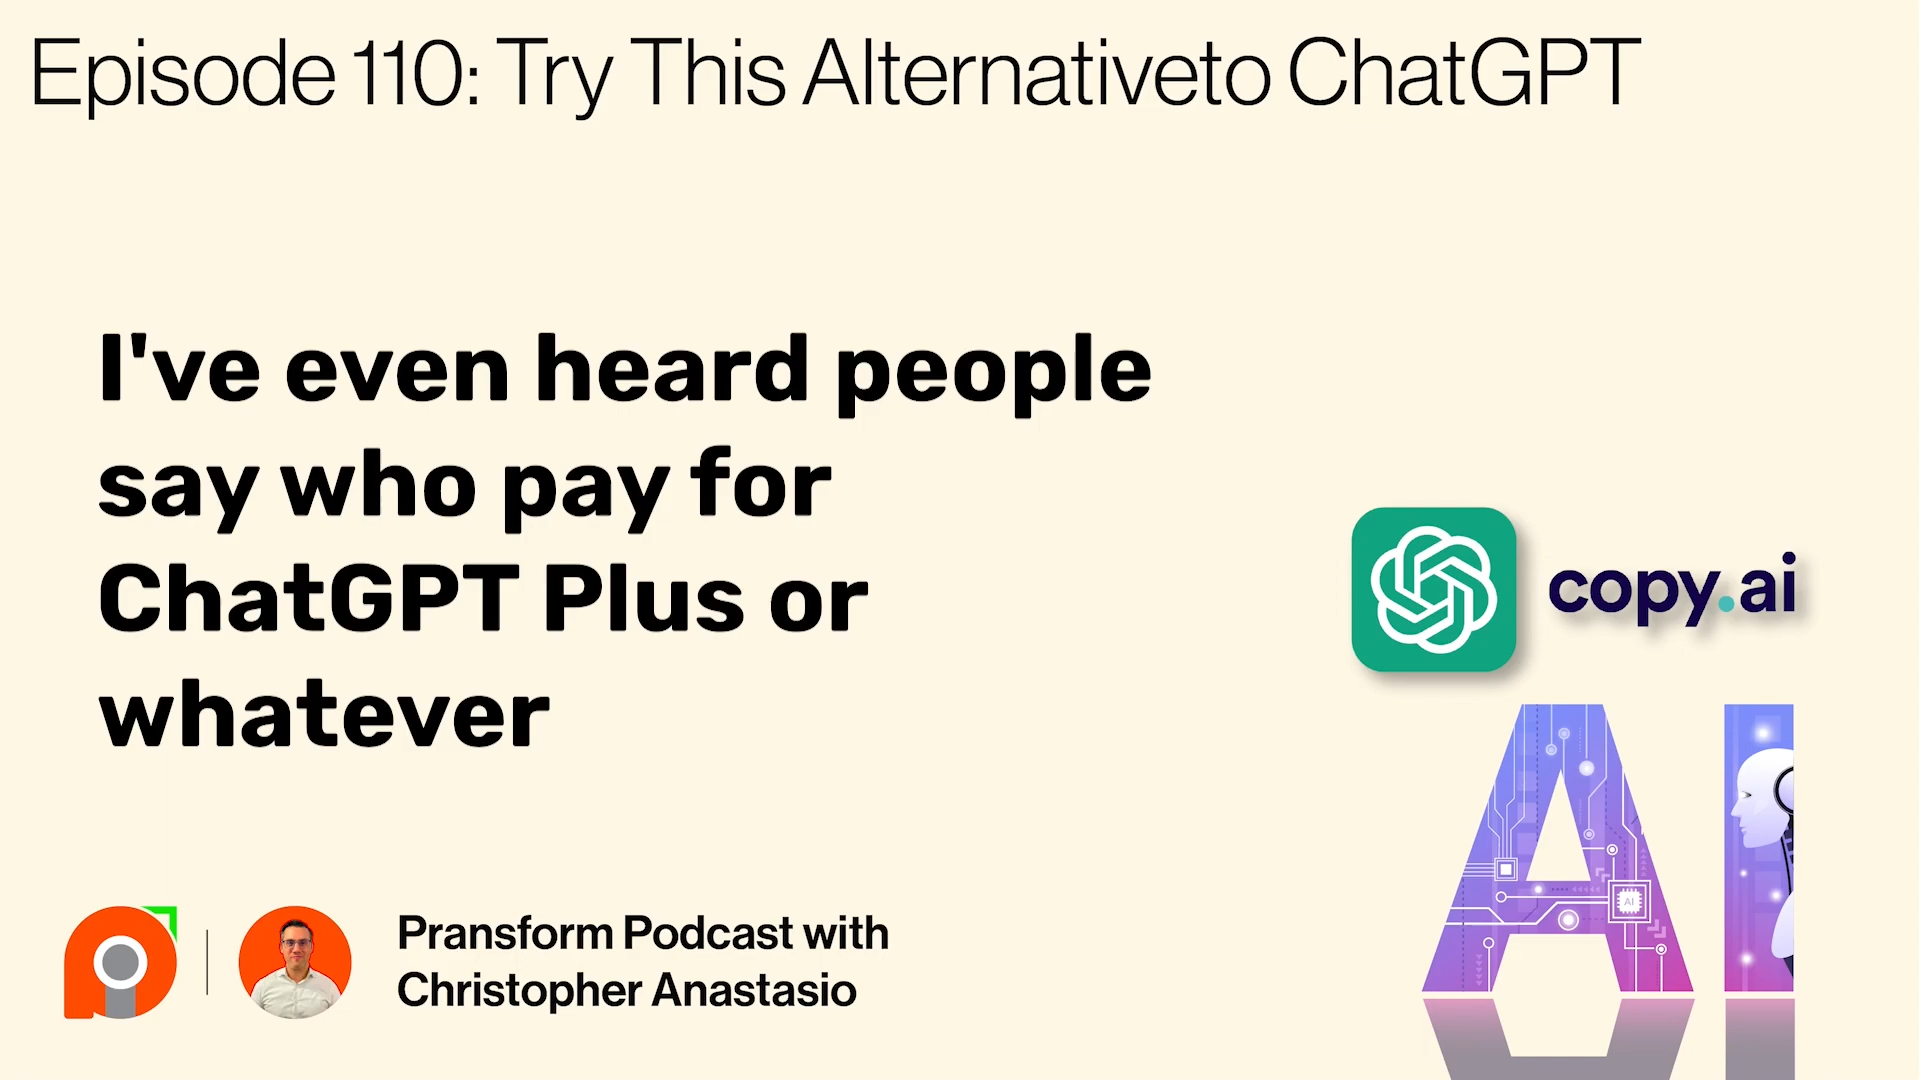 Episode 110: Try This Alternativeto ChatGPT
I've even heard people
say who pay for
ChatGPT Plus or
whatever
copy.ai
AI
AI
Pransform Podcast with
Christopher Anastasio